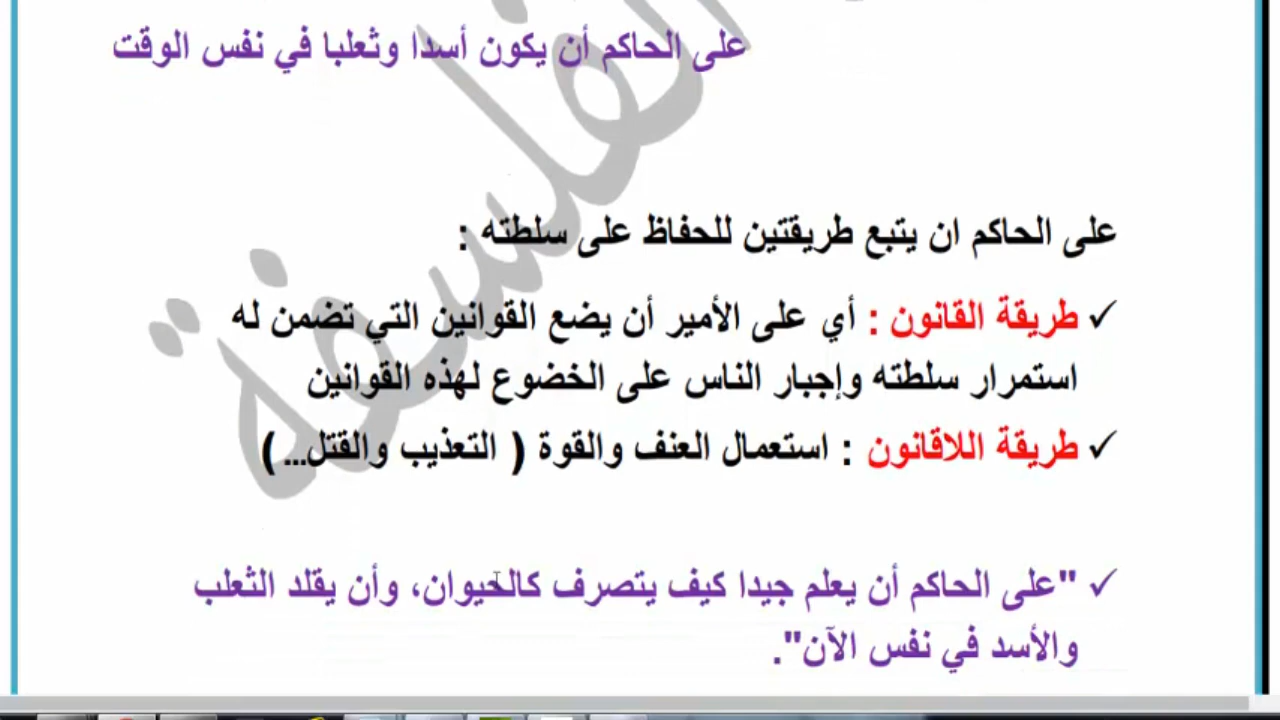 على الحاكم أن يكون أسدا وثعلبا في نفس الوقت
على الحاكم ان يتبع طريقتين للحفاظ على سلطته :
✓ طريقة القانون : أي على الأمير أن يضع القوانين التي تضمن له
استمرار سلطته وإجبار الناس على الخضوع لهذه القوانين
✓ طريقة اللاقانون : استعمال العنف والقوة ( التعذيب والقتل...)
✓ "على الحاكم أن يعلم جيدا كيف يتصرف كالحيوان، وأن يقلد الثعلب
والأسد في نفس الآن".
الفلسفة